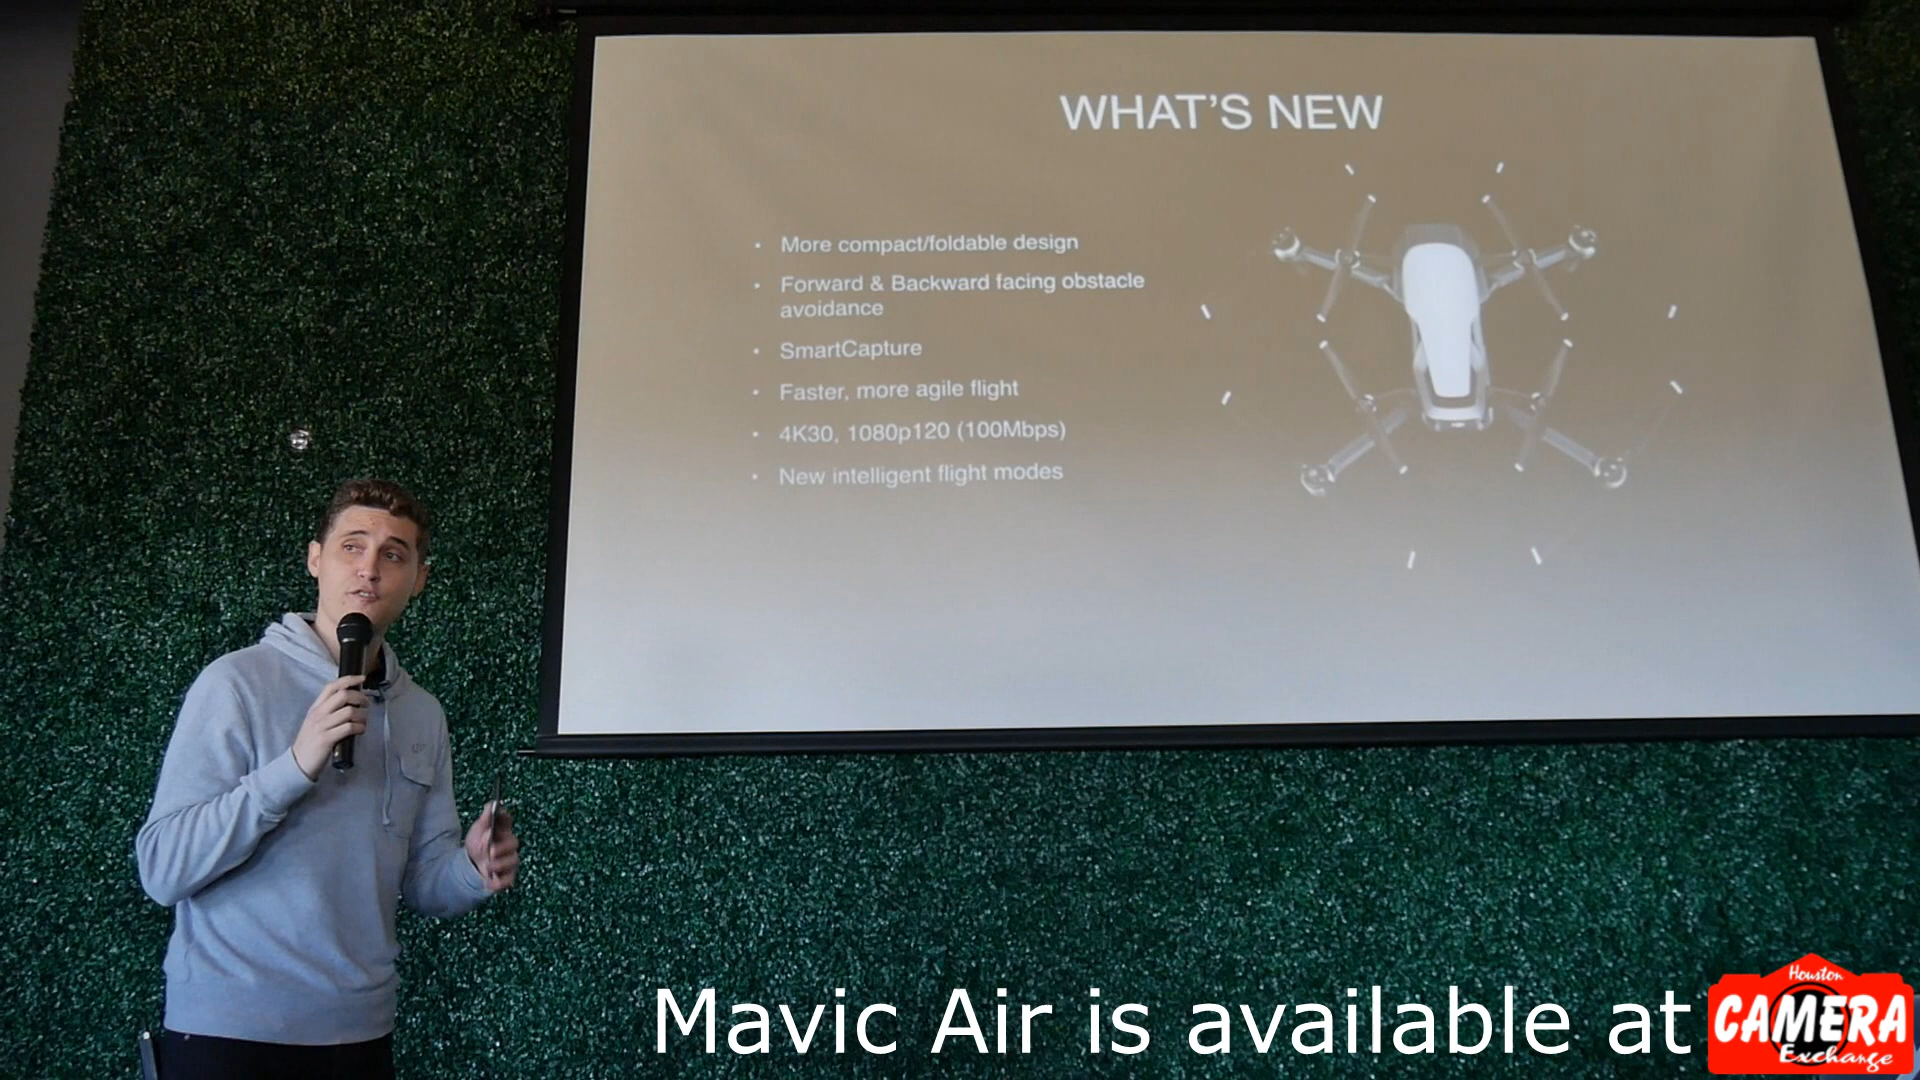 WHAT'S NEW
• More compact/foldable design
• Forward & Backward facing obstacle
avoidance
• SmartCapture
• Faster, more agile flight
• 4K30, 1080p120 (100Mbps)
• New intelligent flight modes
Mavic Air is available at
Houston
CAMERA
Exchange